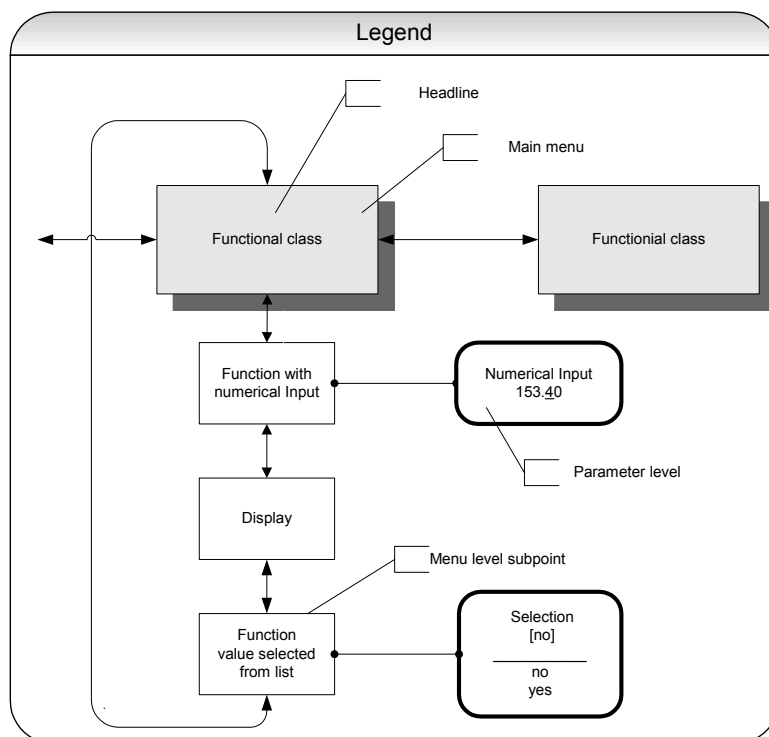 Legend
Headline
Main menu
Functional class
Functionial class
Function with
numerical Input
Numerical Input
153.40
Parameter level
Display
Menu level subpoint
Function
value selected
from list
Selection
[no]
no
yes